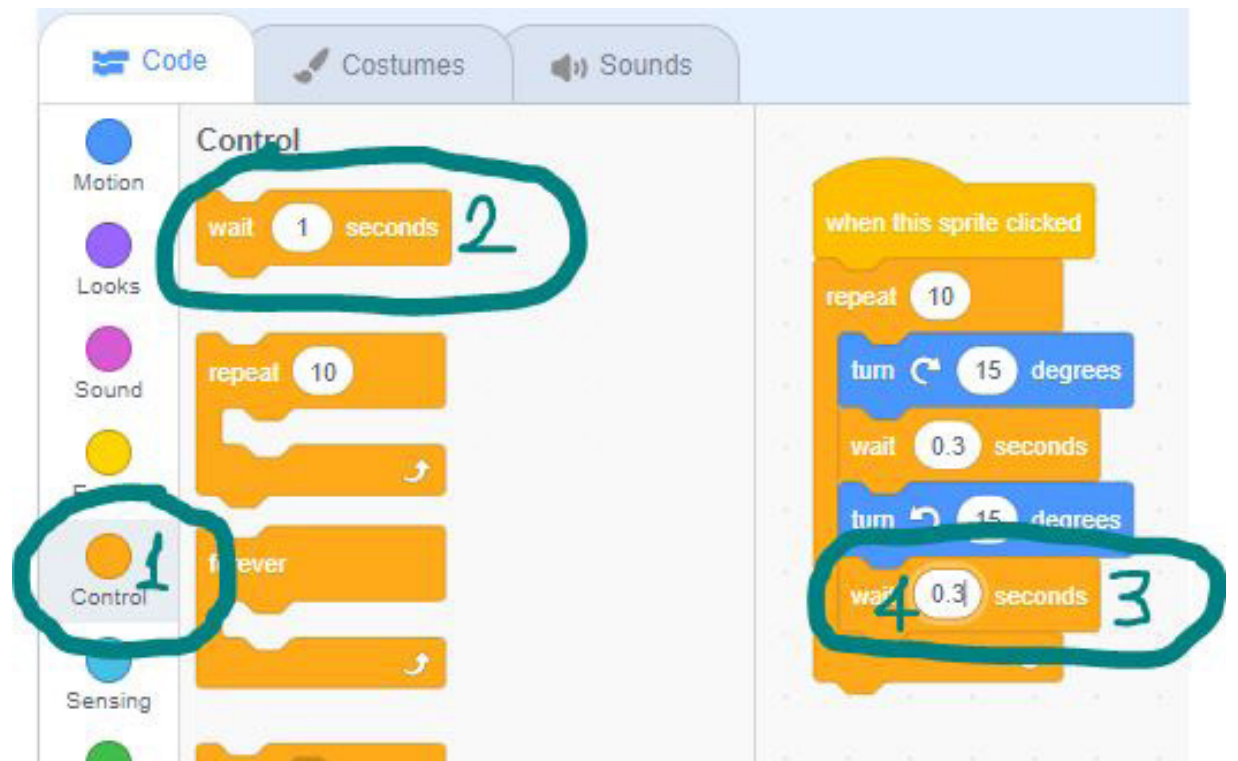 Code Costumes Sounds
Control
Motion
wait 1 seconds 2
Looks
repeat 10
Sound
forever
1
Control
Sensing
when this sprite clicked
repeat 10
turn 15 degrees
wait 0.3 seconds
turn 15 degrees
wait 4 0.3 seconds 3